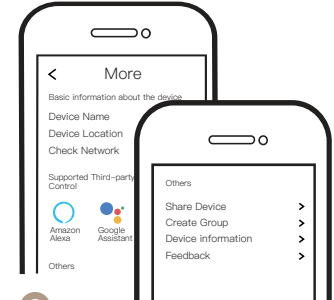 More
Basic information about the device
Device Name
Device Location
Check Network
Supported Third-party
Control
Amazon
Alexa
Google
Assistant
Others
Others
Share Device
Create Group
Device information
Feedback